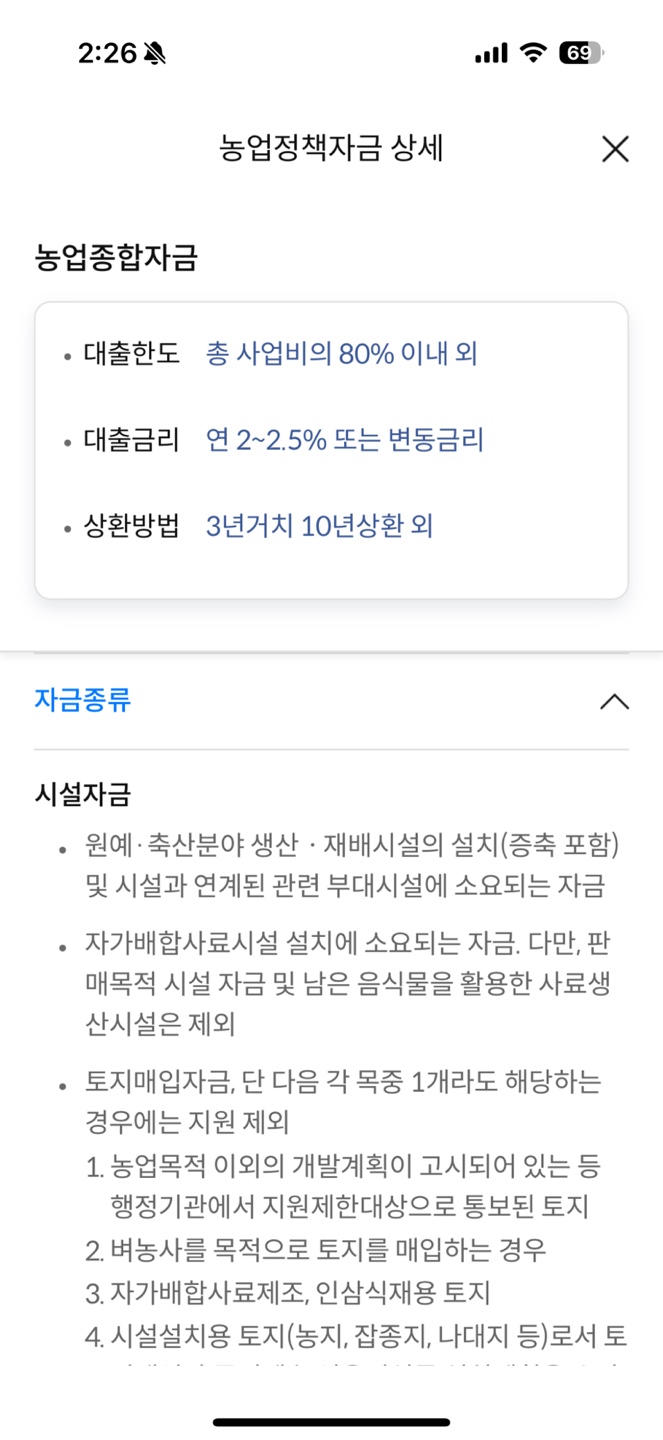 2:26
69
농업정책자금 상세
농업종합자금
• 대출한도 총 사업비의 80% 이내 외
• 대출금리 연 2~2.5% 또는 변동금리
• 상환방법 3년거치 10년상환 외
자금종류
시설자금
• 원예·축산분야 생산 · 재배시설의 설치(증축 포함)
및 시설과 연계된 관련 부대시설에 소요되는 자금
• 자가배합사료시설 설치에 소요되는 자금. 다만, 판
매목적 시설 자금 및 남은 음식물을 활용한 사료생
산시설은 제외
• 토지매입자금, 단 다음 각 목중 1개라도 해당하는
경우에는 지원 제외
1. 농업목적 이외의 개발계획이 고시되어 있는 등
행정기관에서 지원제한대상으로 통보된 토지
2. 벼농사를 목적으로 토지를 매입하는 경우
3. 자가배합사료제조, 인삼식재용 토지
4. 시설설치용 토지(농지, 잡종지, 나대지 등)로서 토